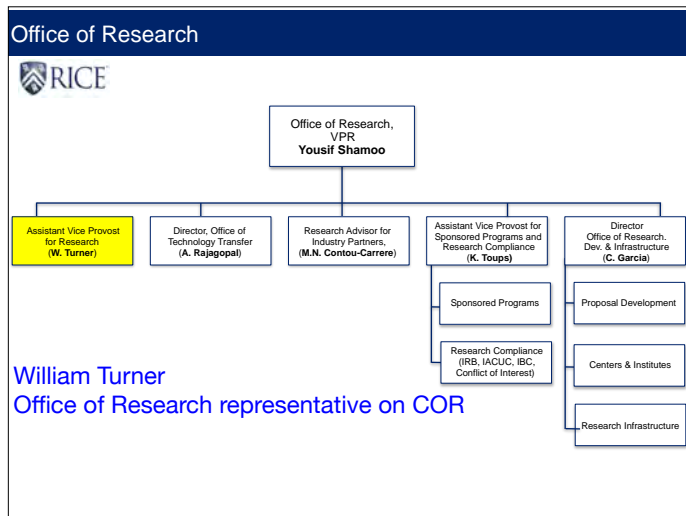 Office of Research
RICE
Office of Research,
VPR
Yousif Shamoo
Assistant Vice Provost
for Research
(W. Turner)
Director, Office of
Technology Transfer
(A. Rajagopal)
Research Advisor for
Industry Partners,
(M.N. Contou-Carrere)
Assistant Vice Provost for
Sponsored Programs and
Research Compliance
(K. Toups)
Director
Office of Research.
Dev. & Infrastructure
(C. Garcia)
Sponsored Programs
Proposal Development
Research Compliance
(IRB, IACUC, IBC,
Conflict of Interest)
Centers & Institutes
William Turner
Office of Research representative on COR
Research Infrastructure